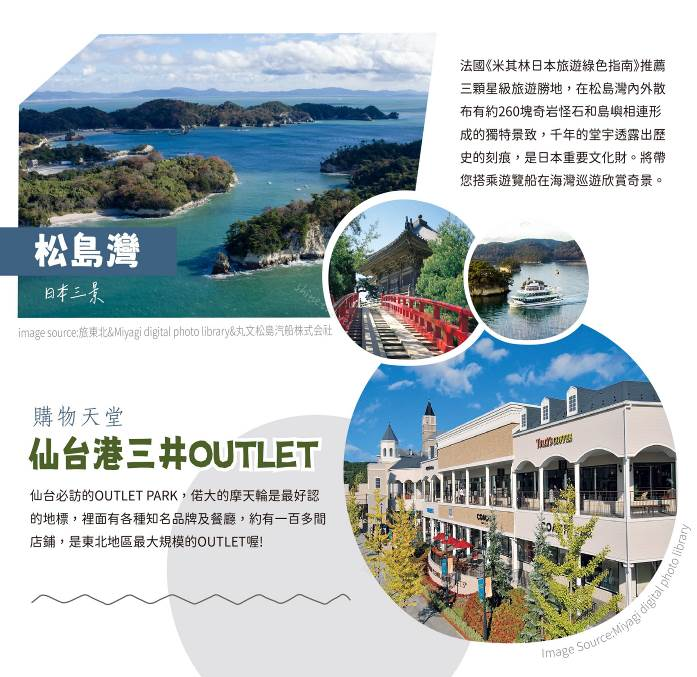 法國《米其林日本旅遊綠色指南》推薦
三顆星級旅遊勝地，在松島灣內外散
布有約260塊奇岩怪石和島嶼相連形
成的獨特景致，千年的堂宇透露出歷
史的刻痕，是日本重要文化財。將帶
您搭乘遊覽船在海灣巡遊欣賞奇景。
松島灣
日本三景
image source:旅東北&Miyagi digital photo library&丸文松島汽船株式会社
購物天堂
仙台港三井OUTLET
仙台必訪的OUTLET PARK，偌大的摩天輪是最好認
的地標，裡面有各種知名品牌及餐廳，約有一百多間
店鋪，是東北地區最大規模的OUTLET喔!
TULLY'S COFFEE
Image Source:Miyagi digital photo library